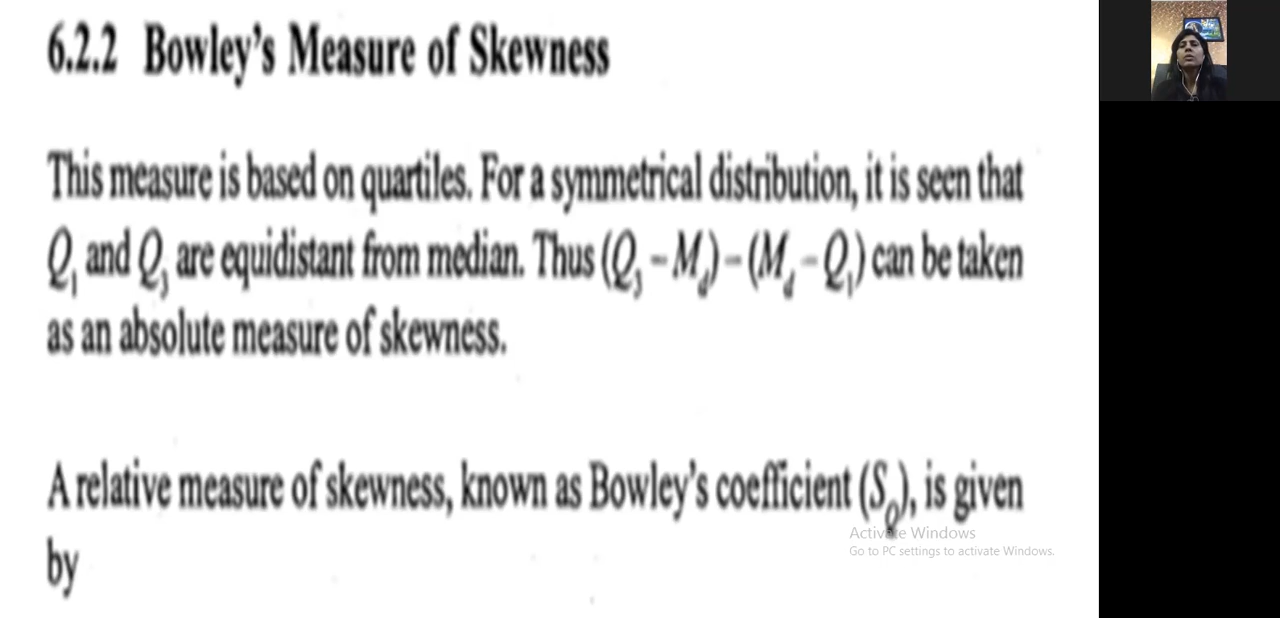 6.2.2 Bowley's Measure of Skewness
This measure is based on quartiles. For a symmetrical distribution, it is seen that
Q₁ and Q₃ are equidistant from median. Thus (Q₃ – M_d) – (M_d – Q₁) can be taken
as an absolute measure of skewness.
A relative measure of skewness, known as Bowley's coefficient (S_Q), is given
by
Activate Windows
Go to PC settings to activate Windows.